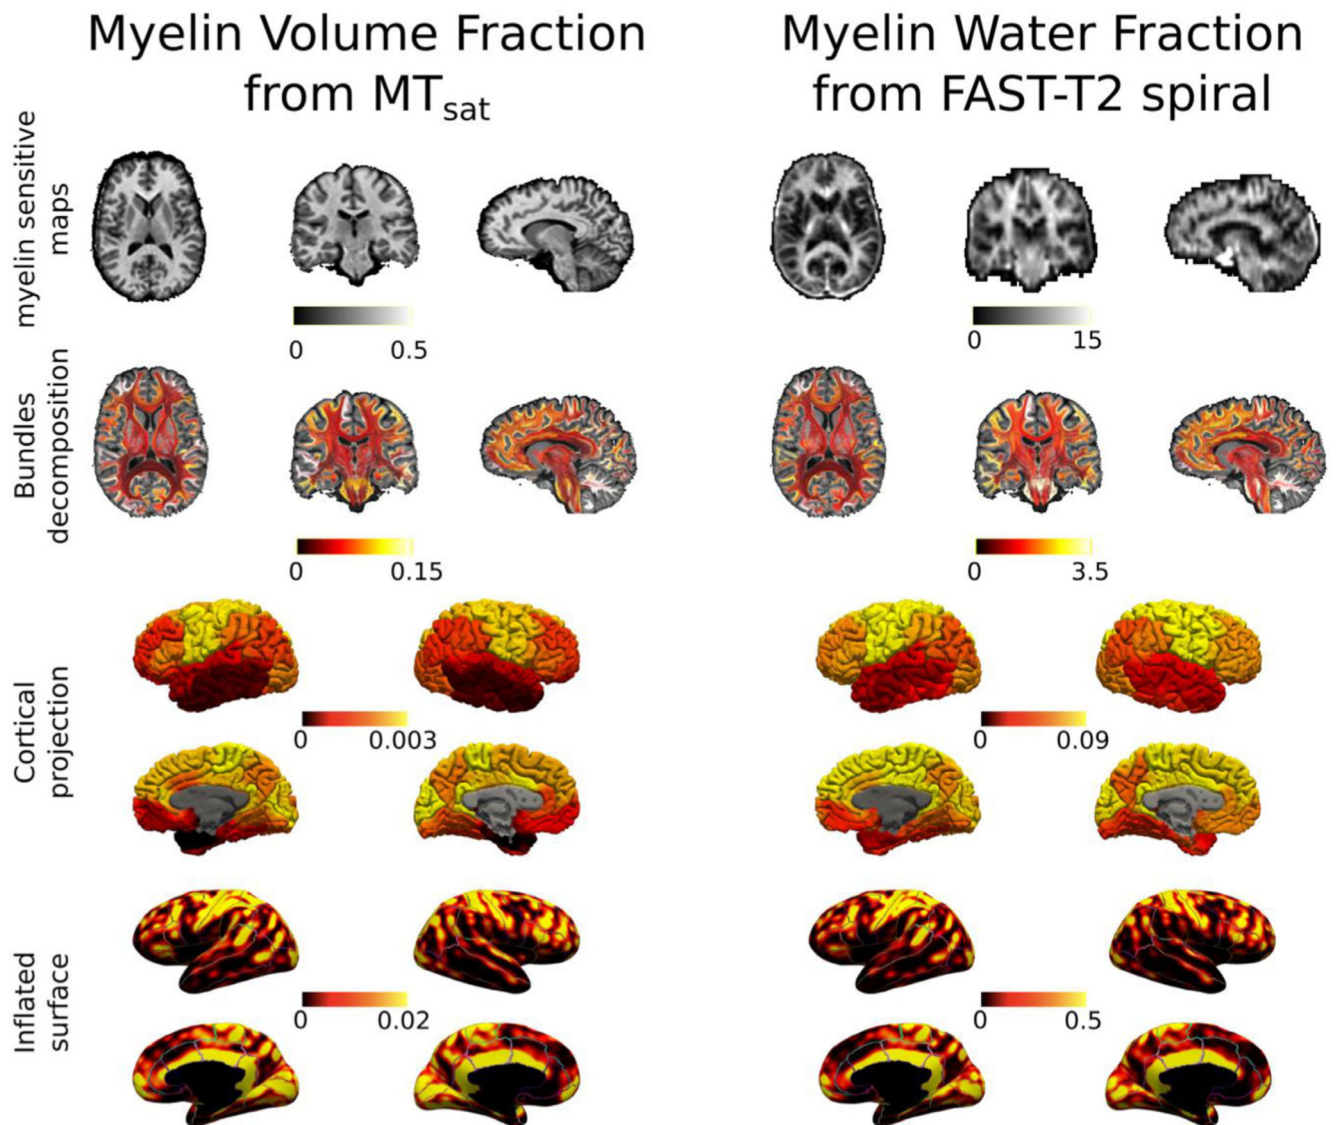 Myelin Volume Fraction
from MTsat
Myelin Water Fraction
from FAST-T2 spiral
myelin sensitive
maps
0 0.5
0 15
Bundles
decomposition
0 0.15
0 3.5
Cortical
projection
0 0.003
0 0.09
Inflated
surface
0 0.02
0 0.5